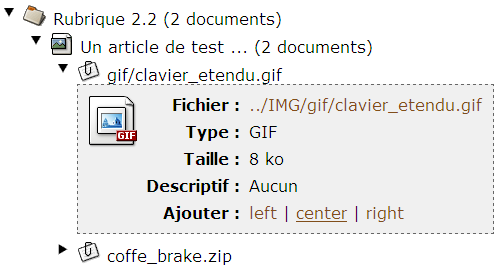 Rubrique 2.2 (2 documents)
Un article de test ... (2 documents)
gif/clavier_etendu.gif
GIF
Fichier : ../IMG/gif/clavier_etendu.gif
Type : GIF
Taille : 8 ko
Descriptif : Aucun
Ajouter : left | center | right
coffe_brake.zip